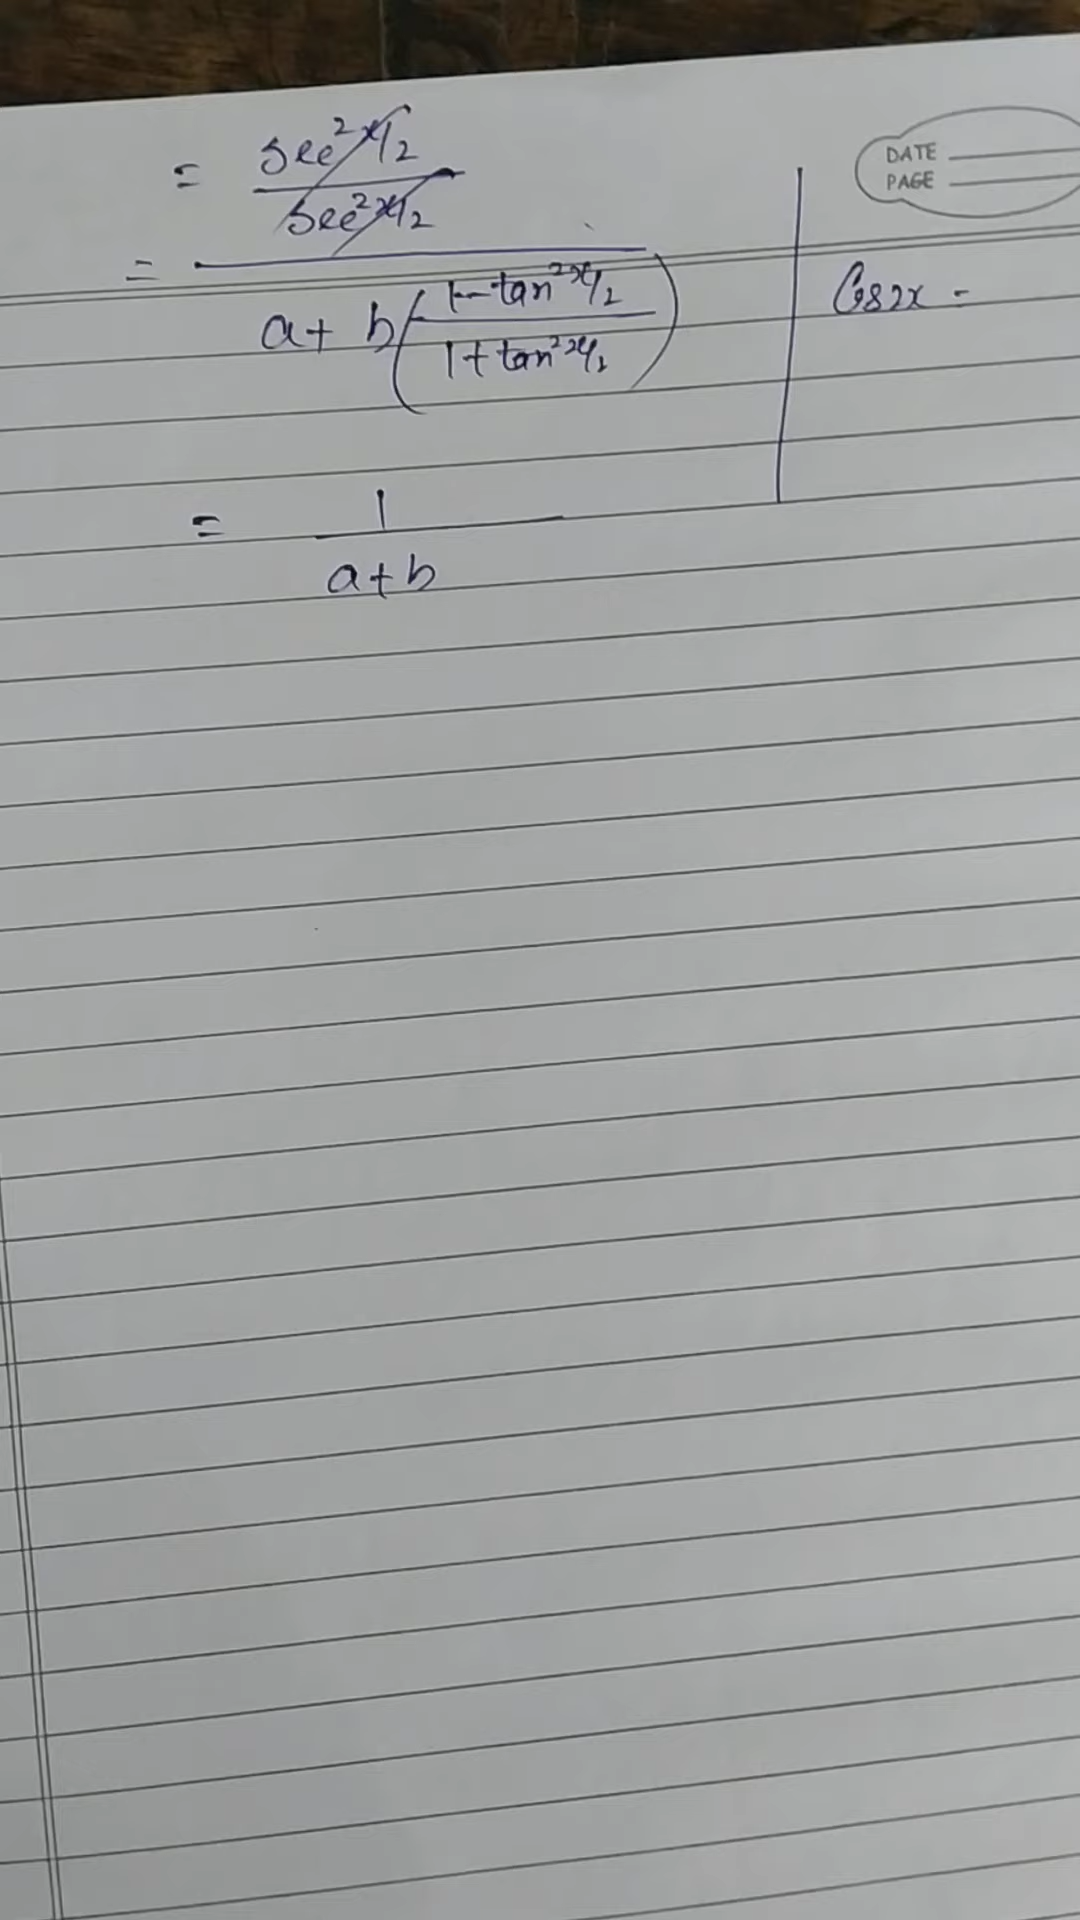 = sec²x/2
sec²x/2
=
a+ b(1-tan²x/2
1+tan²x/2)
= 1
a+b
DATE
PAGE
Cos2x =